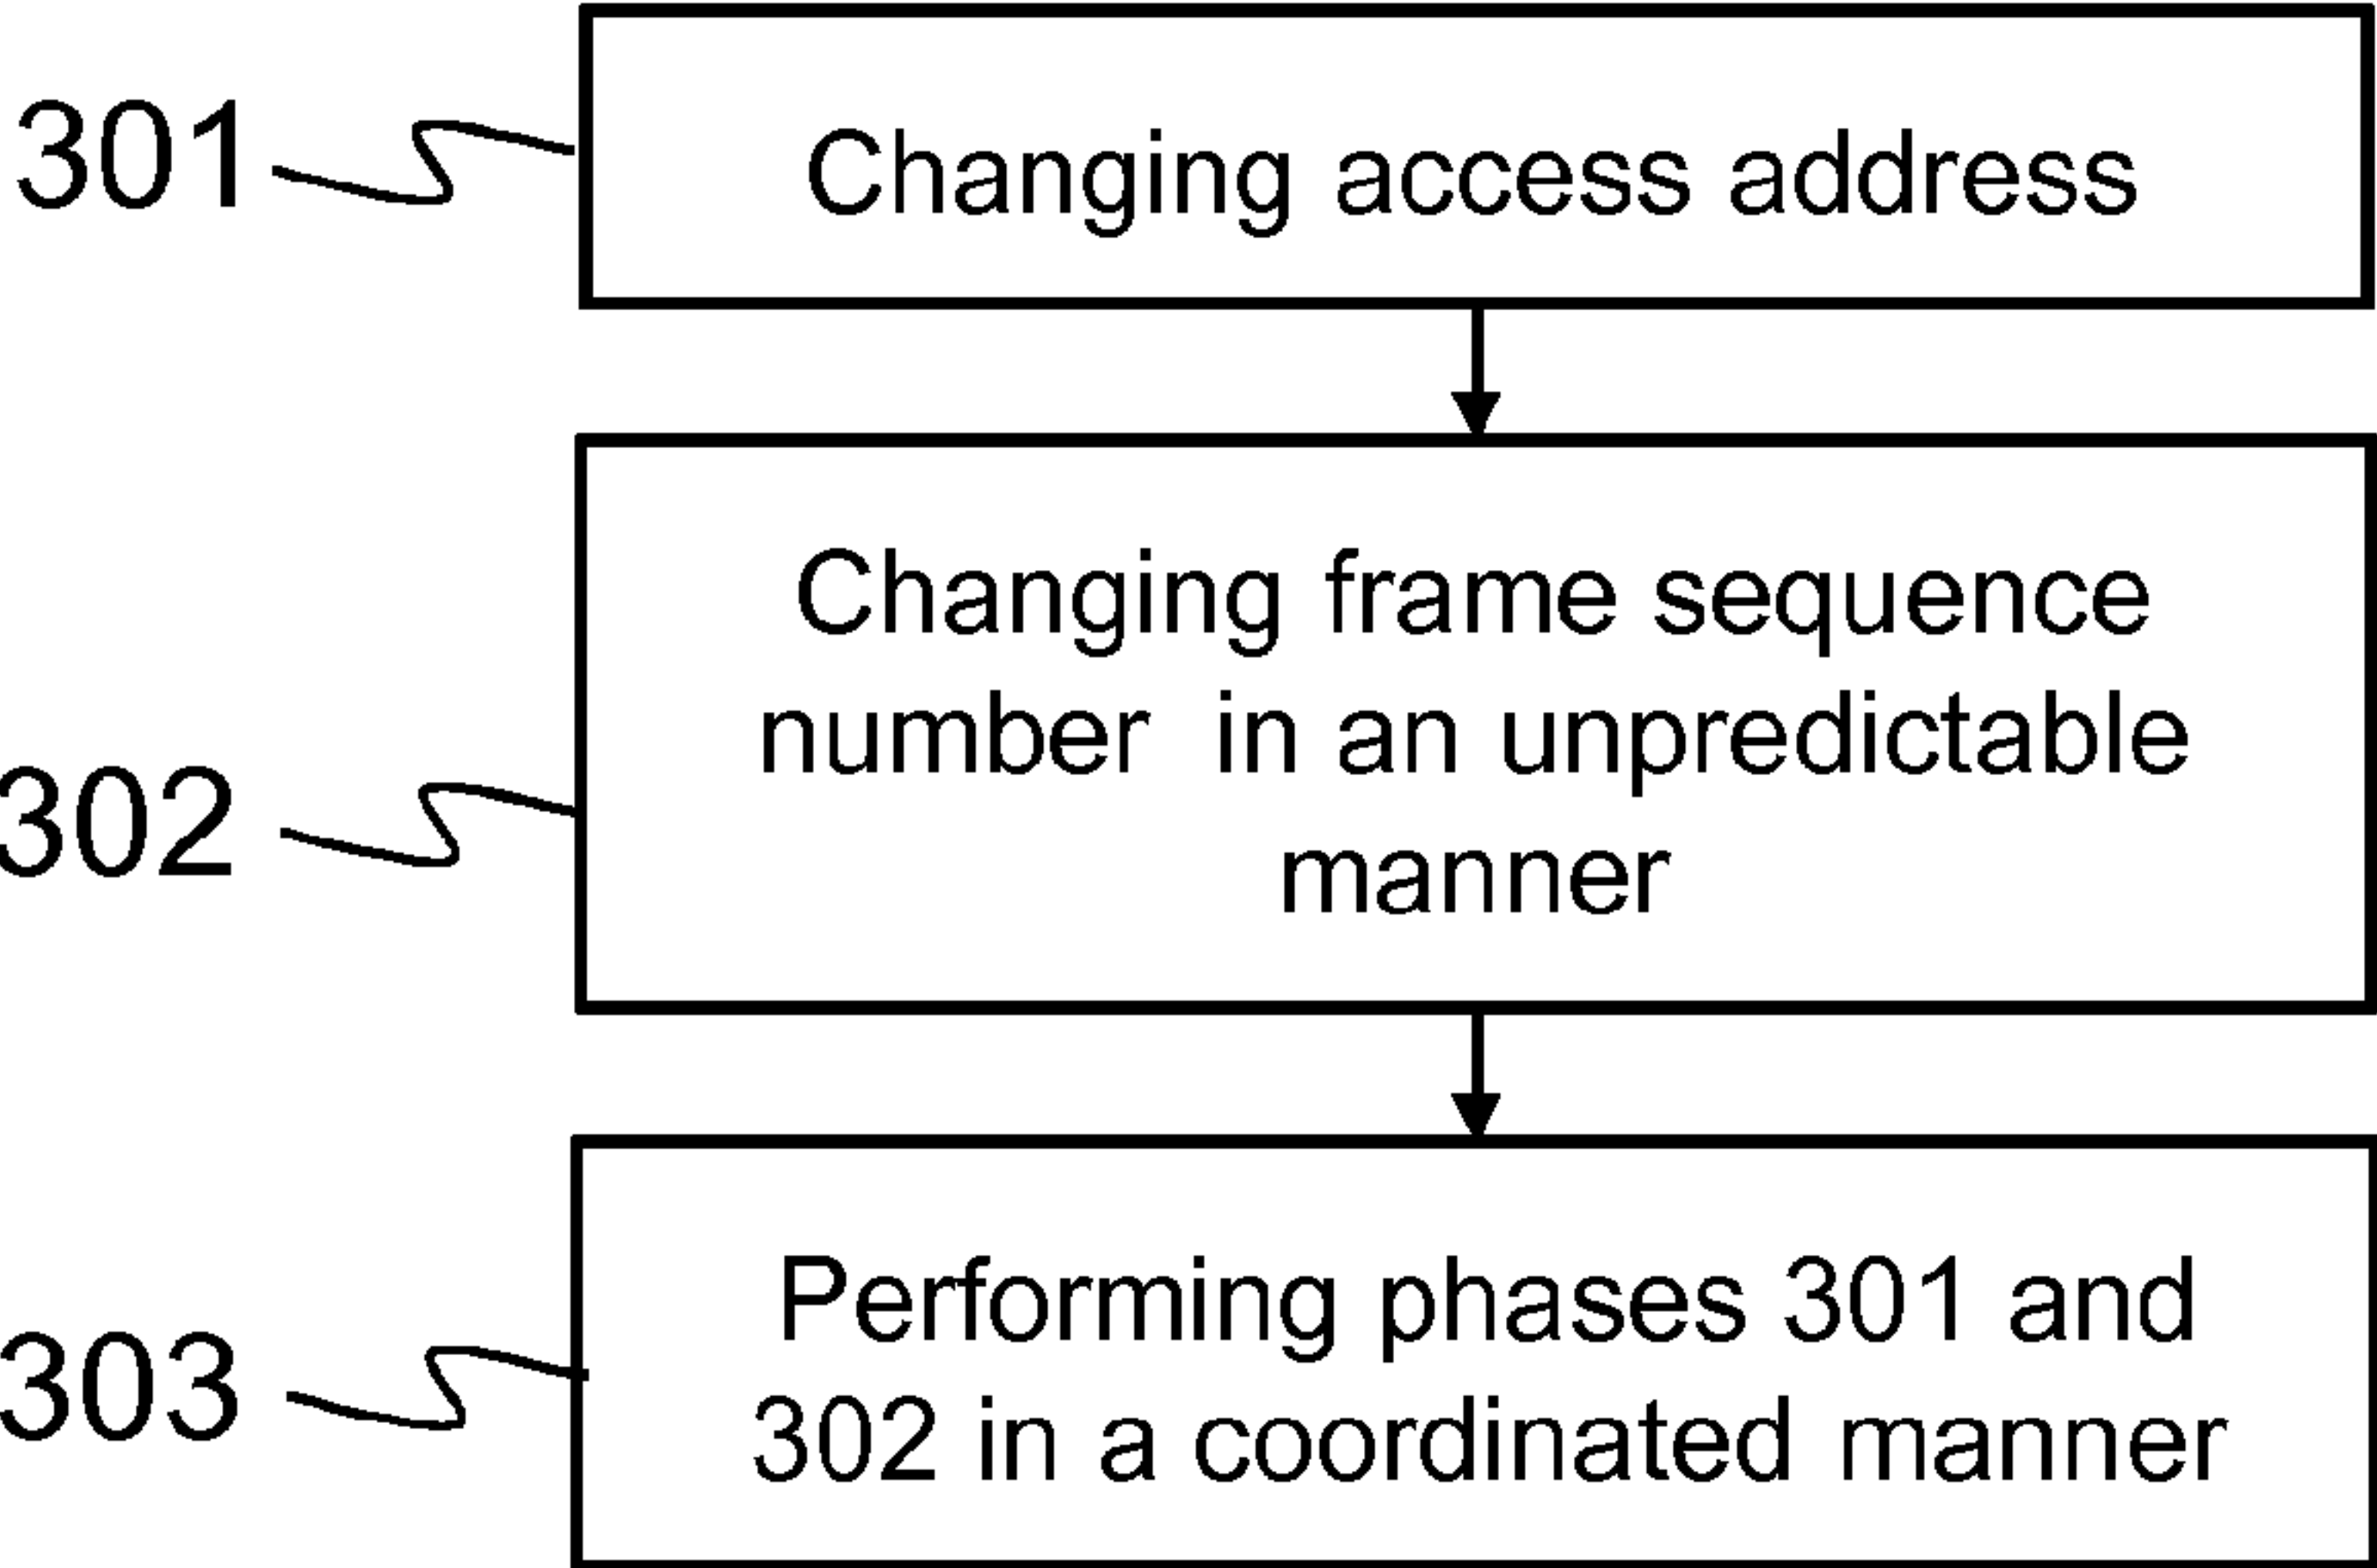 301
Changing access address
Changing frame sequence
number in an unpredictable
302
manner
Performing phases 301 and
303
302 in a coordinated manner